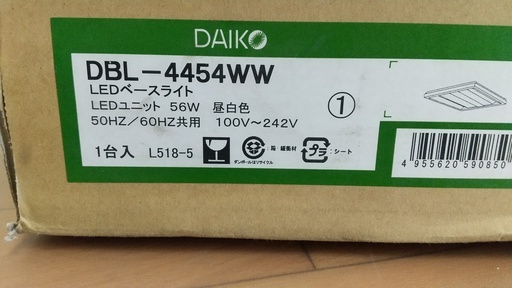 DAIKO
DBL-4454WW
LEDベースライト
LEDユニット 56W 昼白色
50HZ/60HZ共用 100V～242V
①
1台入 L518-5
箱・緩衝材
ダンボールはリサイクル
プラ
:シート
4 955620 590850